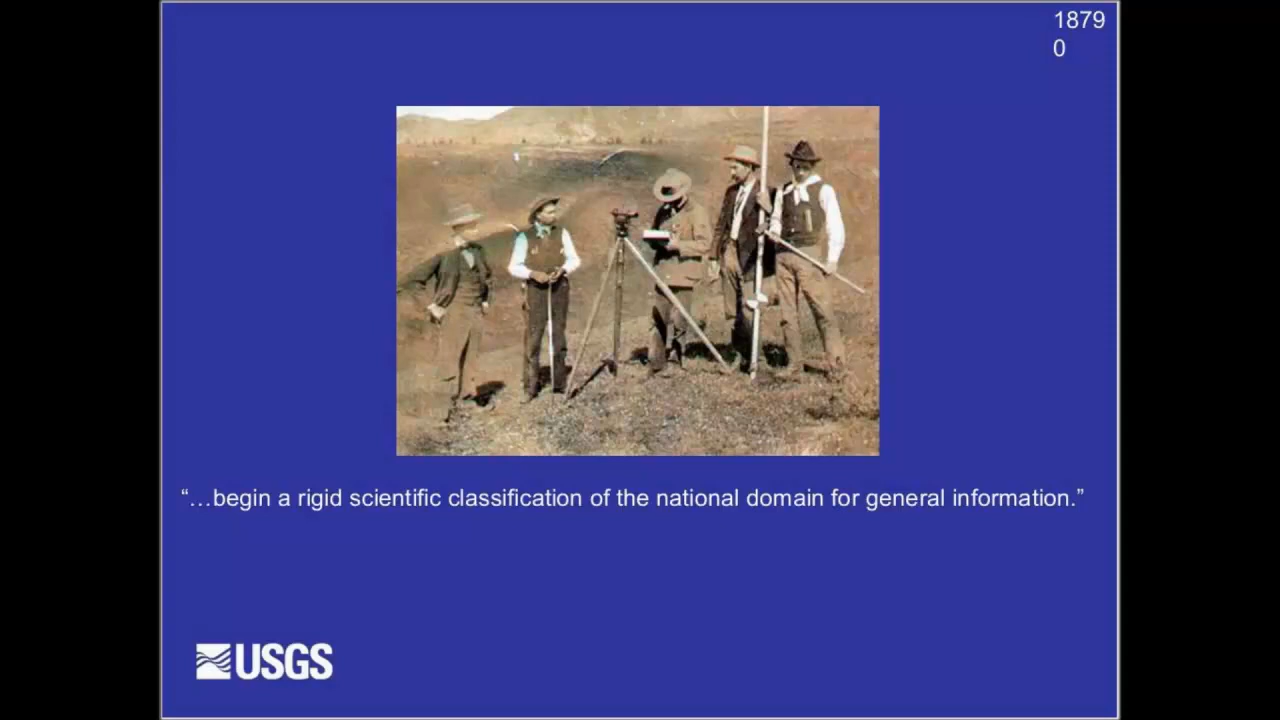 1879
0
“…begin a rigid scientific classification of the national domain for general information.”
USGS